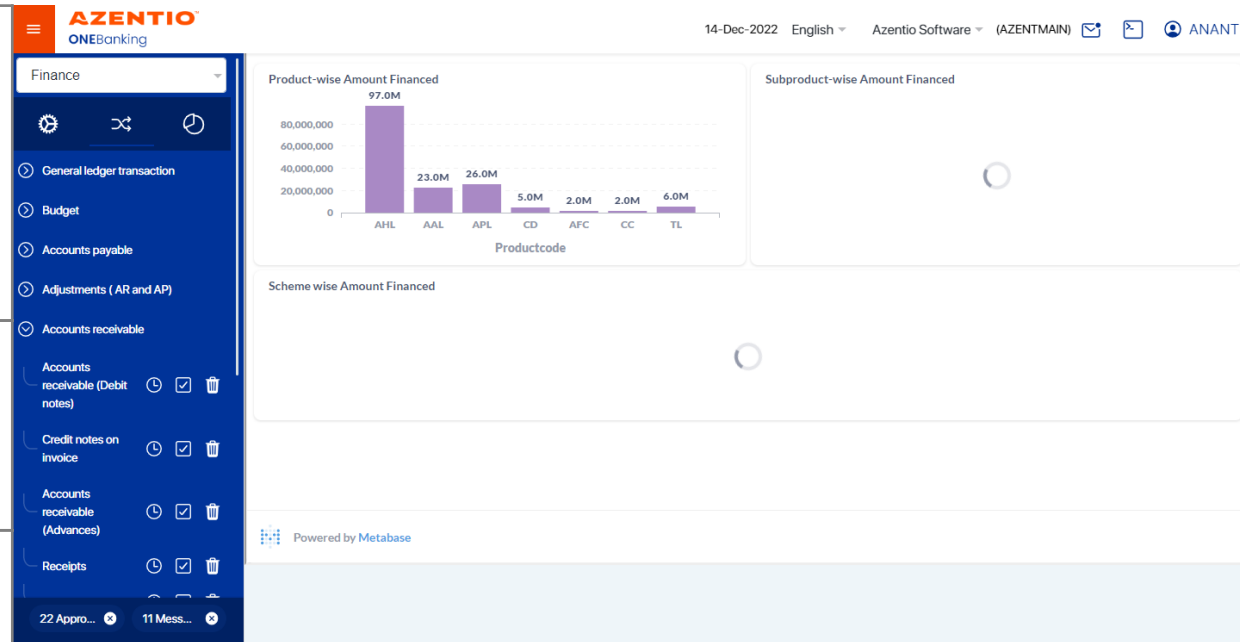 AZENTIO™
ONEBanking
14-Dec-2022 English Azentio Software (AZENTMAIN) ANANT
Finance
General ledger transaction
Budget
Accounts payable
Adjustments ( AR and AP)
Accounts receivable
Accounts
receivable (Debit
notes)
Credit notes on
invoice
Accounts
receivable
(Advances)
Receipts
22 Appro...
11 Mess...
Product-wise Amount Financed
97.0M
80,000,000
60,000,000
40,000,000
20,000,000
0
23.0M
26.0M
5.0M
2.0M
2.0M
6.0M
AHL AAL APL CD AFC CC TL
Productcode
Subproduct-wise Amount Financed
Scheme wise Amount Financed
Powered by Metabase